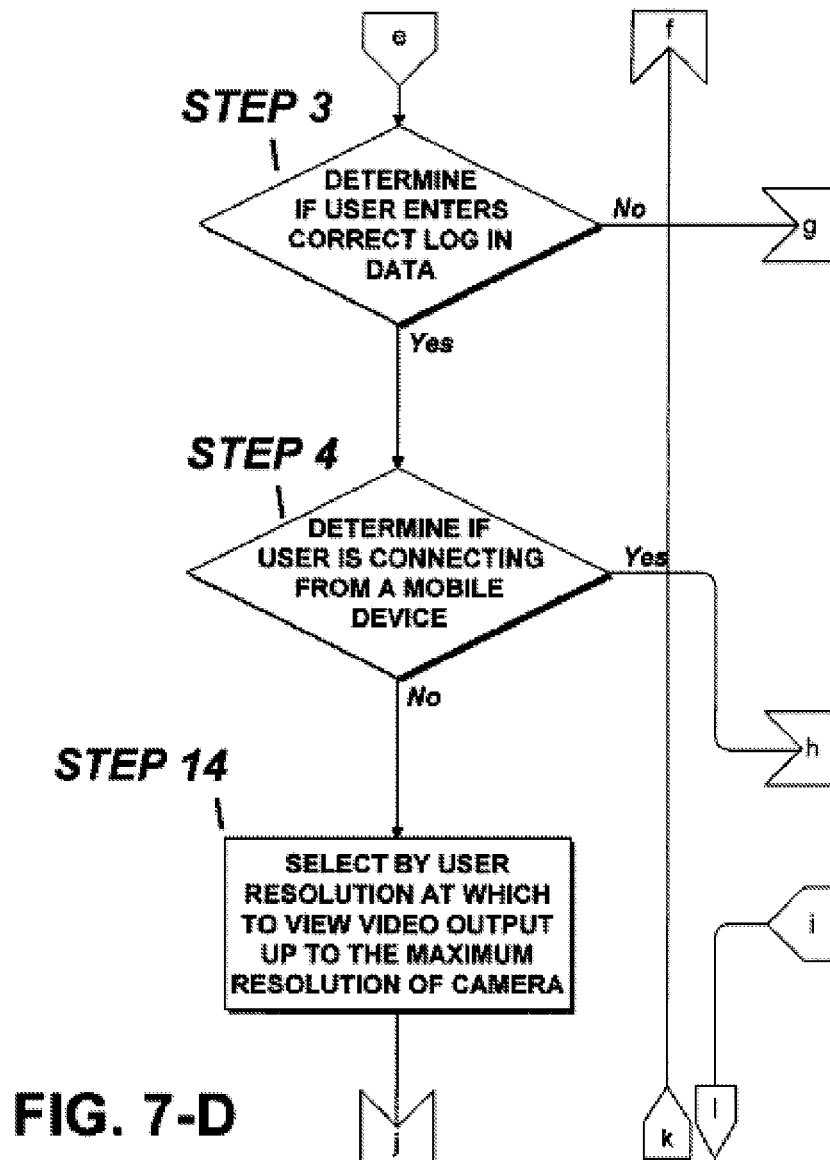 e
f
STEP 3
DETERMINE
IF USER ENTERS
CORRECT LOG IN
DATA
No
g
Yes
STEP 4
DETERMINE IF
USER IS CONNECTING
FROM A MOBILE
DEVICE
Yes
No
h
STEP 14
SELECT BY USER
RESOLUTION AT WHICH
TO VIEW VIDEO OUTPUT
UP TO THE MAXIMUM
RESOLUTION OF CAMERA
i
FIG. 7-D
j
k
l